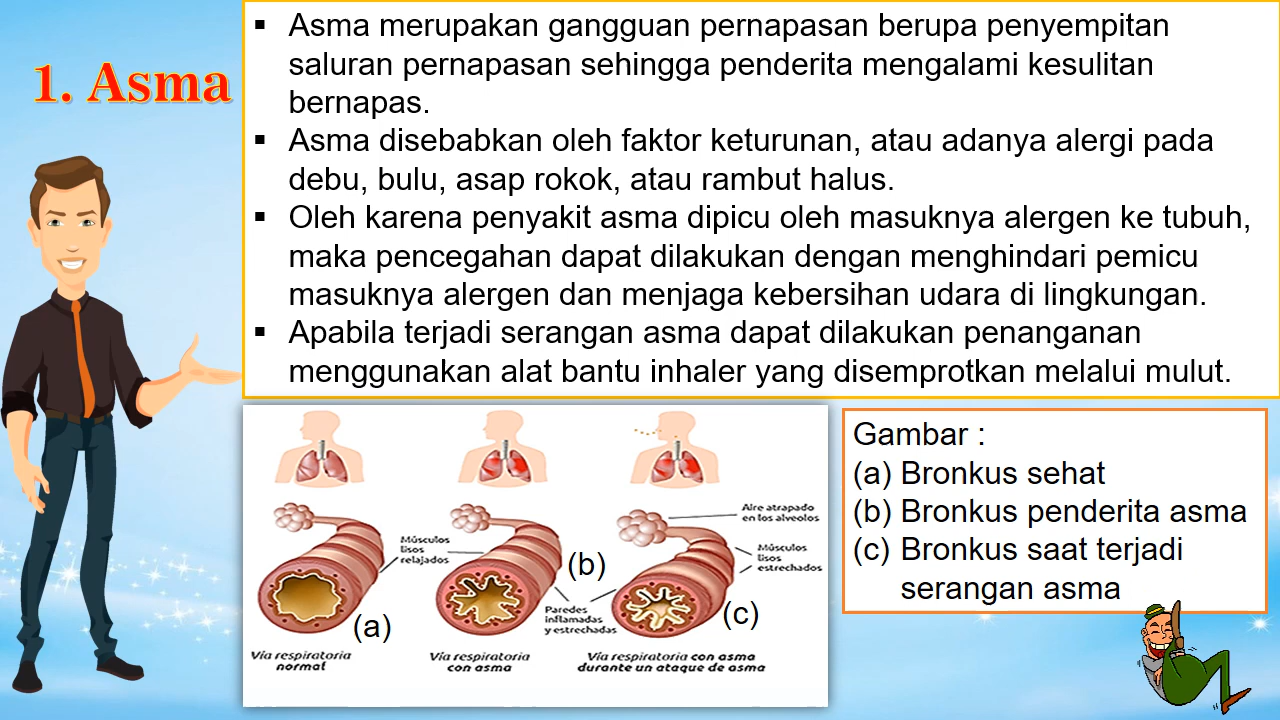 1. Asma
▪ Asma merupakan gangguan pernapasan berupa penyempitan
saluran pernapasan sehingga penderita mengalami kesulitan
bernapas.
▪ Asma disebabkan oleh faktor keturunan, atau adanya alergi pada
debu, bulu, asap rokok, atau rambut halus.
▪ Oleh karena penyakit asma dipicu oleh masuknya alergen ke tubuh,
maka pencegahan dapat dilakukan dengan menghindari pemicu
masuknya alergen dan menjaga kebersihan udara di lingkungan.
▪ Apabila terjadi serangan asma dapat dilakukan penanganan
menggunakan alat bantu inhaler yang disemprotkan melalui mulut.
Músculos
lisos
relajados
Aire atrapado
en los alveolos
Músculos
lisos
estrechados
Paredes
inflamadas
y estrechadas
(a)
(b)
(c)
Vía respiratoria
normal
Vía respiratoria
con asma
Vía respiratoria con asma
durante un ataque de asma
Gambar :
(a) Bronkus sehat
(b) Bronkus penderita asma
(c) Bronkus saat terjadi
serangan asma